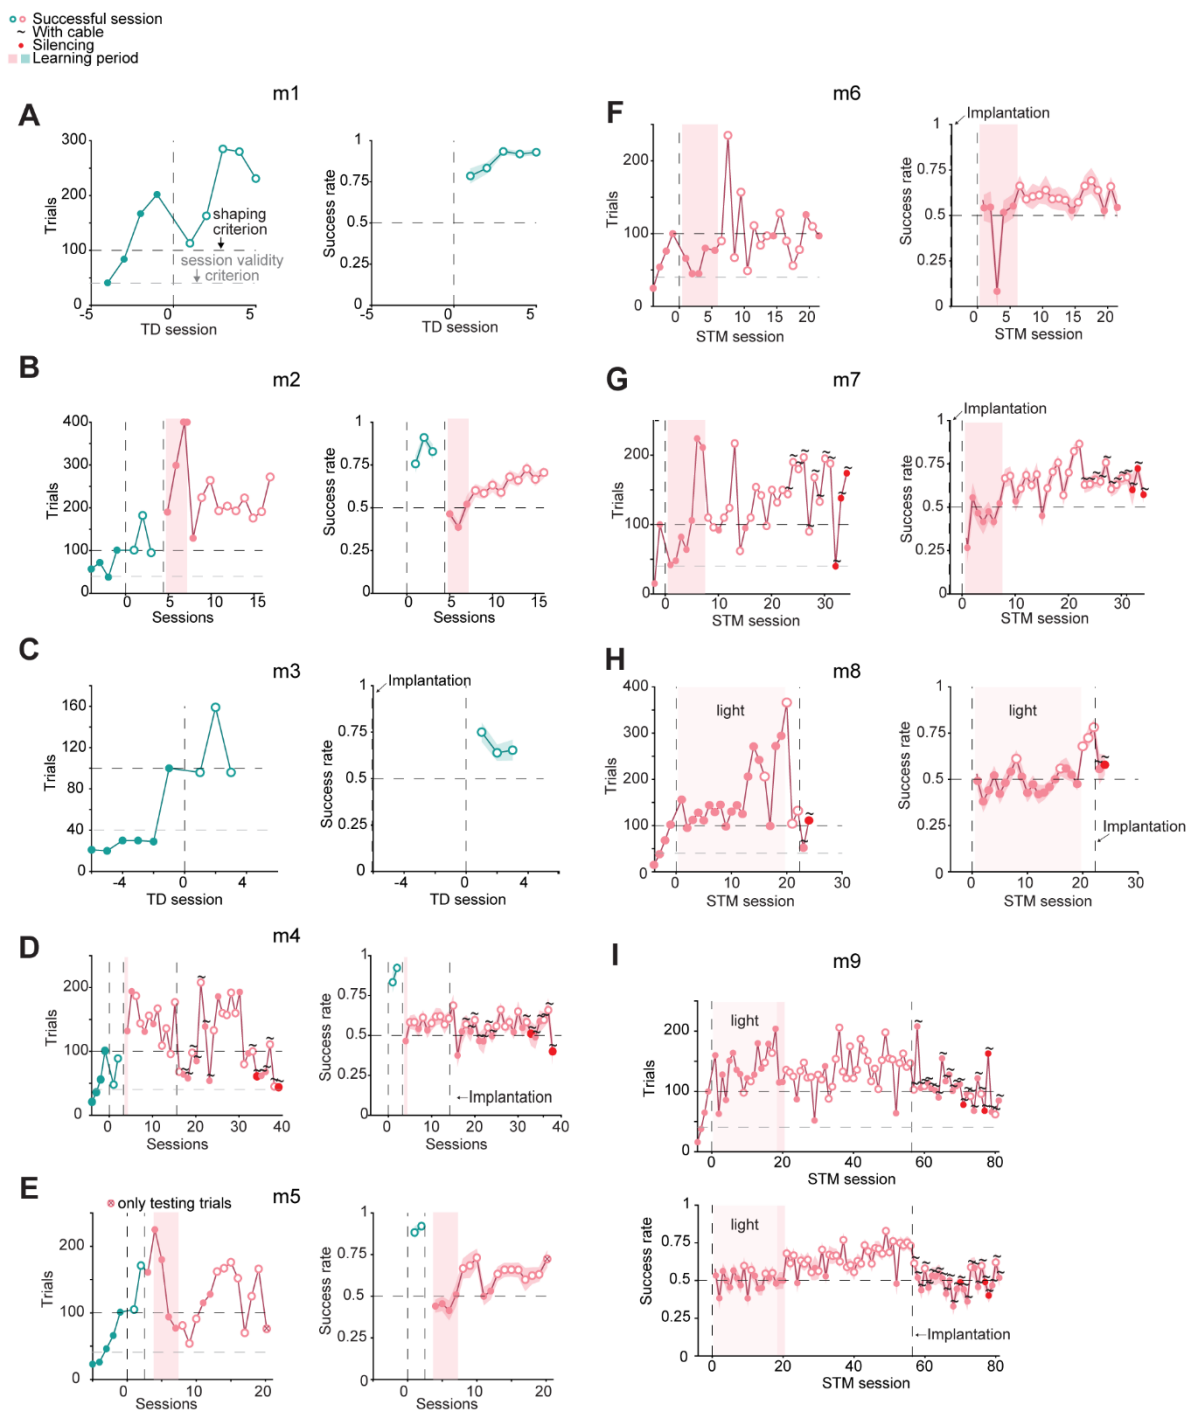 Successful session
~ With cable
Silencing
Learning period
m1
A
300
200
100
0
Trials
-5
0
5
TD session
shaping
criterion
session validity
criterion
1
0.75
0.5
0.25
0
Success rate
-5
0
5
TD session
B
m2
400
300
200
100
0
Trials
0
5
10
15
Sessions
1
0.75
0.5
0.25
0
Success rate
0
5
10
15
Sessions
C
m3
160
120
80
40
0
Trials
-4
0
4
TD session
Implantation
1
0.75
0.5
0.25
0
Success rate
-4
0
4
TD session
D
m4
200
100
0
Trials
0
10
20
30
40
Sessions
1
0.75
0.5
0.25
0
Success rate
Implantation
0
10
20
30
40
Sessions
E
m5
only testing trials
200
100
0
Trials
0
10
20
Sessions
1
0.75
0.5
0.25
0
Success rate
0
10
20
Sessions
F
m6
200
100
0
Trials
0
5
10
15
20
STM session
Implantation
1
0.75
0.5
0.25
0
Success rate
0
5
10
15
20
STM session
G
m7
200
100
0
Trials
0
10
20
30
STM session
Implantation
1
0.75
0.5
0.25
0
Success rate
0
10
20
30
STM session
H
m8
light
400
300
200
100
0
Trials
0
10
20
30
STM session
light
1
0.75
0.5
0.25
0
Success rate
Implantation
0
10
20
30
STM session
I
m9
light
200
100
0
Trials
0
20
40
60
80
STM session
light
1
0.75
0.5
0.25
0
Success rate
Implantation
0
20
40
60
80
STM session